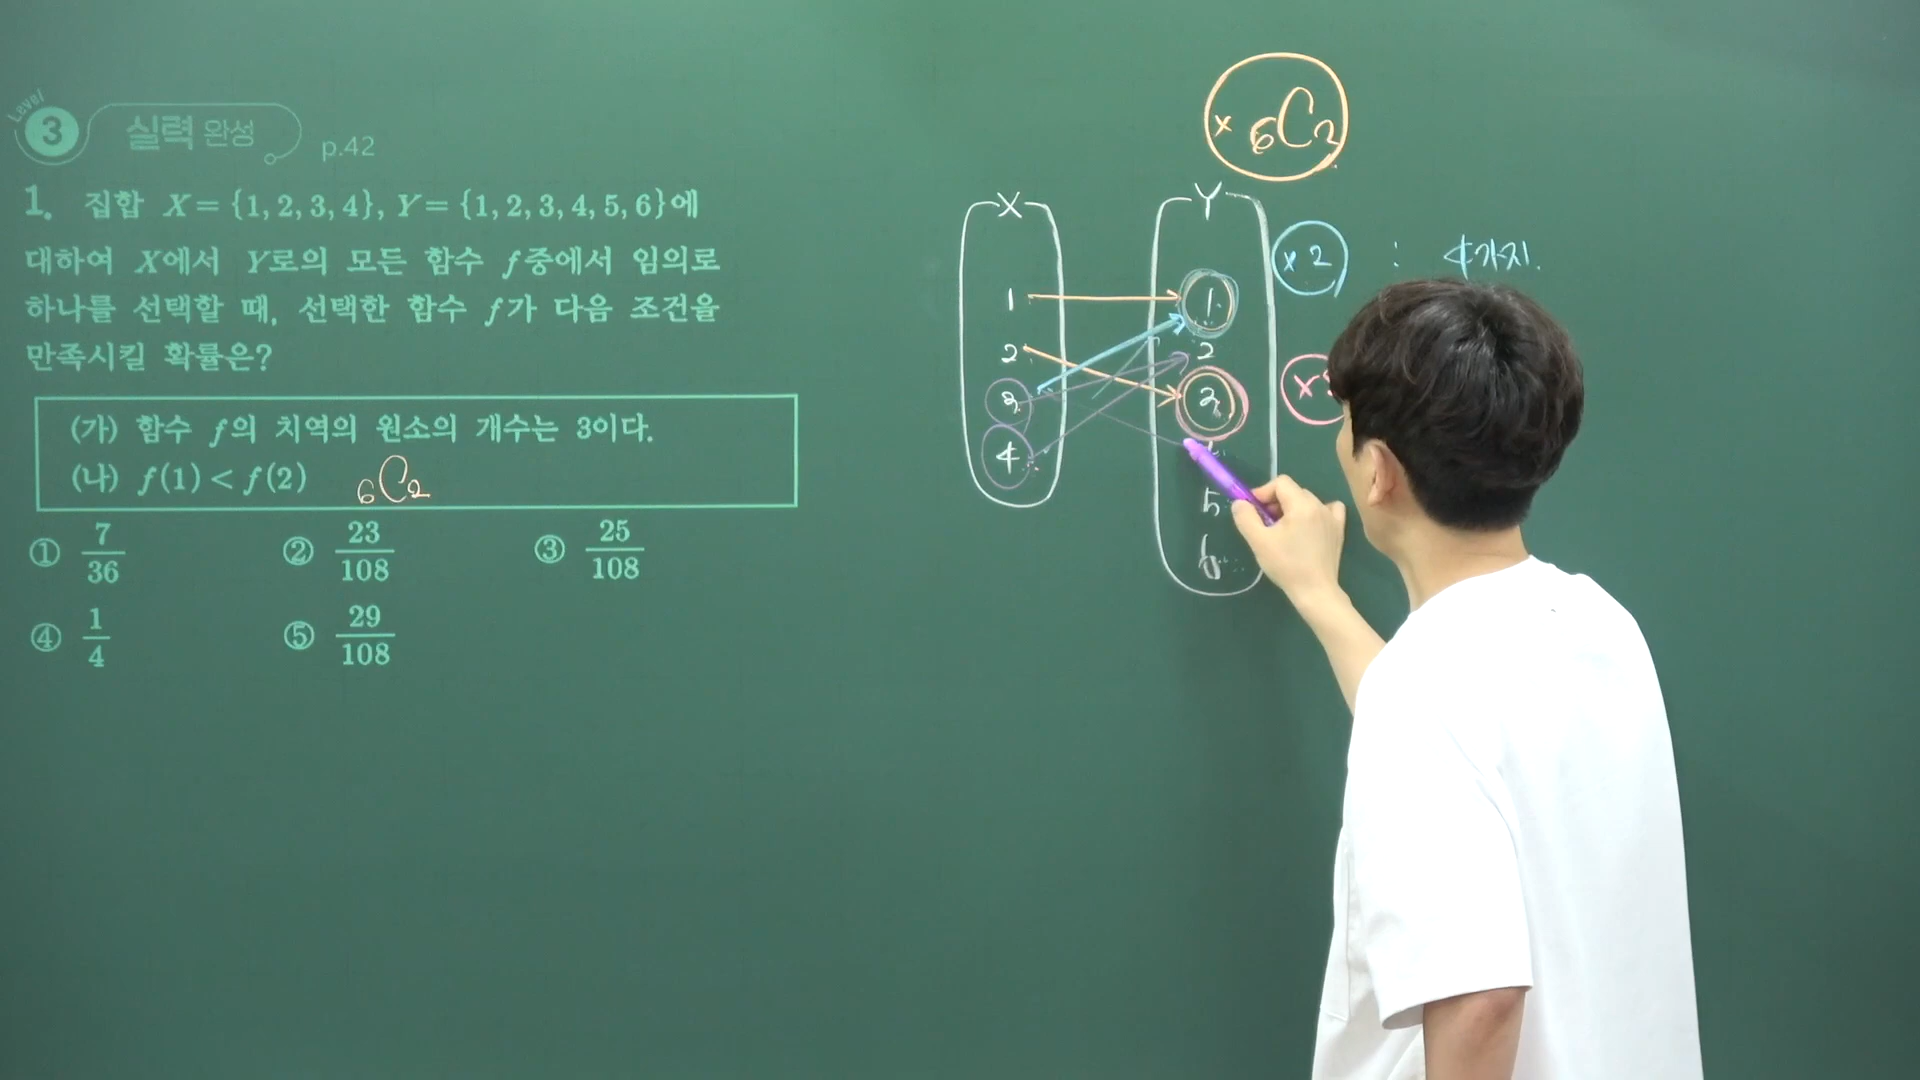 Level
3
실력 완성
p.42
1. 집합 X={1, 2, 3, 4}, Y={1, 2, 3, 4, 5, 6}에
대하여 X에서 Y로의 모든 함수 f중에서 임의로
하나를 선택할 때, 선택한 함수 f가 다음 조건을
만족시킬 확률은?
(가) 함수 f의 치역의 원소의 개수는 3이다.
(나) f(1)<f(2) ₆C₂
① 7/36 ② 23/108 ③ 25/108
④ 1/4 ⑤ 29/108
× ₆C₂
X Y
×2 : 4가지.
1 1
2 2
3 3
4
5
6